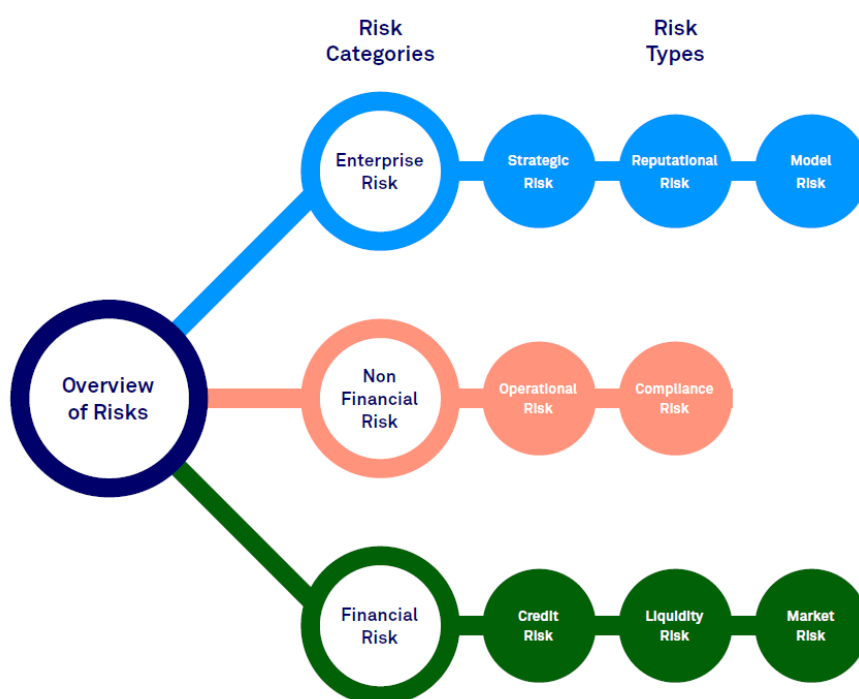 Risk
Categories
Risk
Types
Enterprise
Risk
Strategic
Risk
Reputational
Risk
Model
Risk
Overview
of Risks
Non
Financial
Risk
Operational
Risk
Compliance
Risk
Financial
Risk
Credit
Risk
Liquidity
Risk
Market
Risk